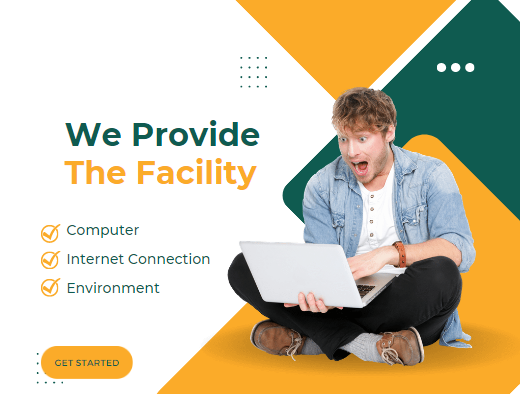 We Provide
The Facility
Computer
Internet Connection
Environment
GET STARTED